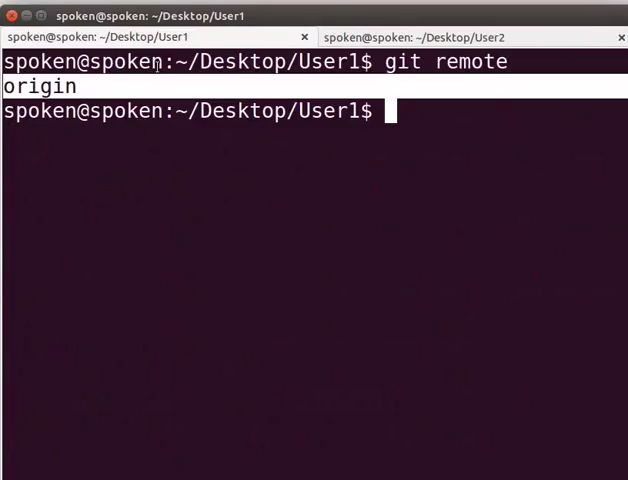 spoken@spoken: ~/Desktop/User1
spoken@spoken: ~/Desktop/User1
spoken@spoken: ~/Desktop/User2
spoken@spoken:~/Desktop/User1$ git remote
origin
spoken@spoken:~/Desktop/User1$